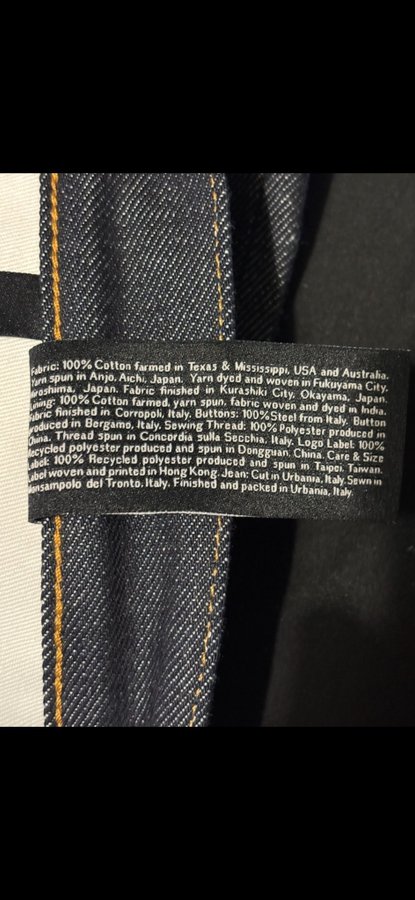 Fabric: 100% Cotton farmed in Texas & Mississippi, USA and Australia.
Yarn spun in Anjo, Aichi, Japan. Yarn dyed and woven in Fukuyama City,
Hiroshima, Japan. Fabric finished in Kurashiki City, Okayama, Japan.
Lining: 100% Cotton farmed, yarn spun, fabric woven and dyed in India.
Fabric finished in Corropoli, Italy. Buttons: 100% Steel from Italy. Button
produced in Bergamo, Italy. Sewing Thread: 100% Polyester produced in
China. Thread spun in Concordia sulla Secchia, Italy. Logo Label: 100%
Recycled polyester produced and spun in Dongguan. China. Care & Size
Label: 100% Recycled polyester produced and spun in Taipei, Taiwan.
Label woven and printed in Hong Kong. Jean: Cut in Urbania, Italy. Sewn in
Monsampolo del Tronto, Italy. Finished and packed in Urbania, Italy.